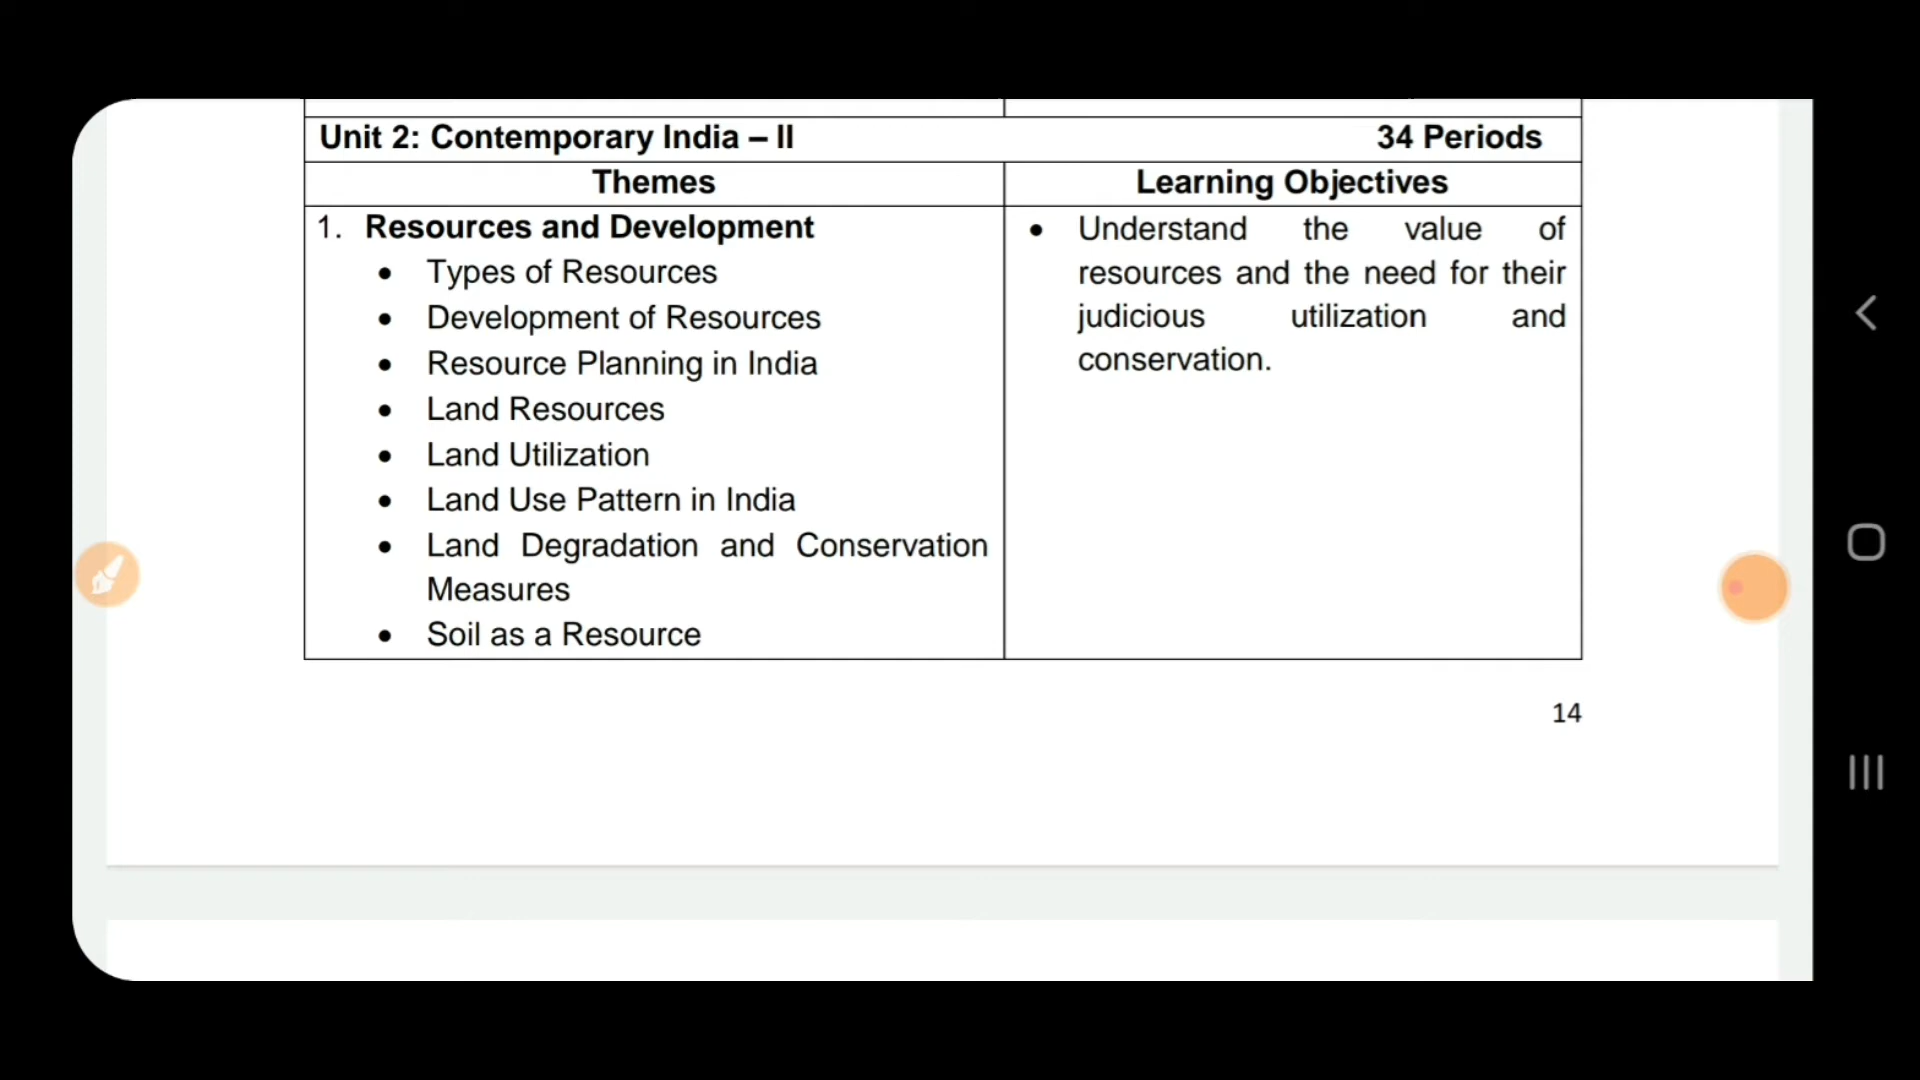 Unit 2: Contemporary India – II 34 Periods
Themes Learning Objectives
1. Resources and Development
• Types of Resources
• Development of Resources
• Resource Planning in India
• Land Resources
• Land Utilization
• Land Use Pattern in India
• Land Degradation and Conservation
Measures
• Soil as a Resource
• Understand the value of
resources and the need for their
judicious utilization and
conservation.
14